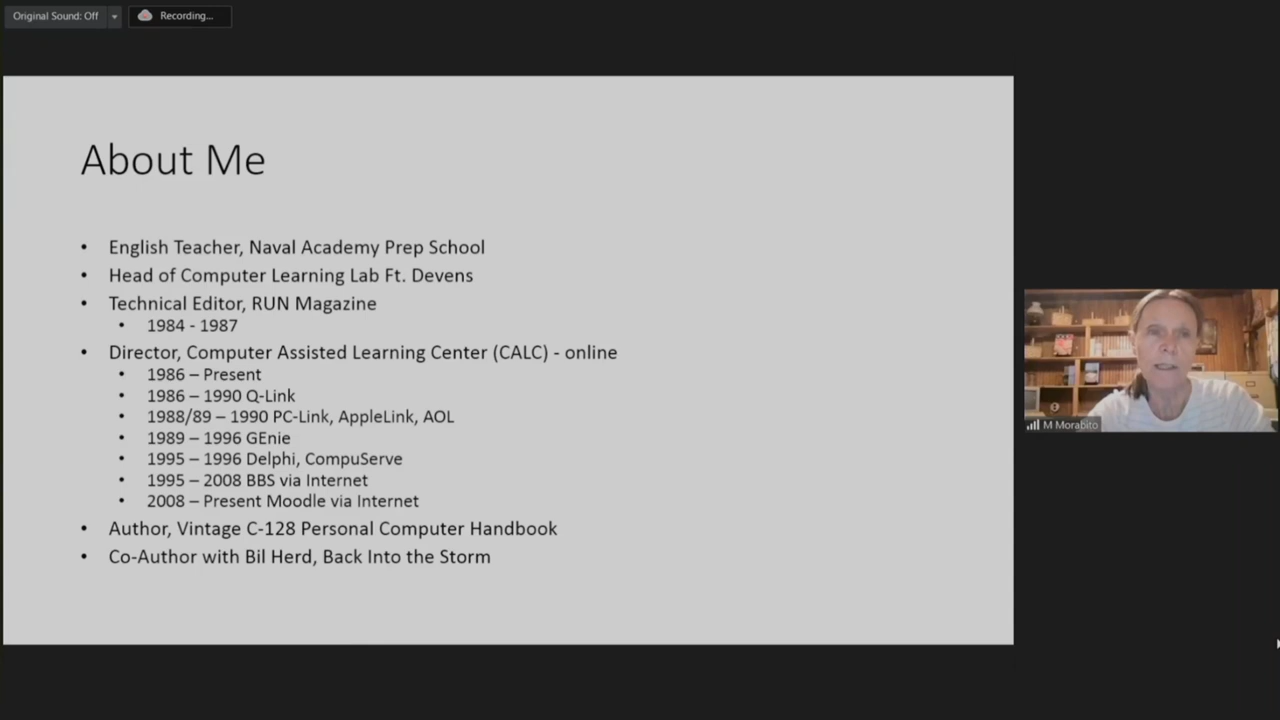 Original Sound: Off
Recording...
About Me
• English Teacher, Naval Academy Prep School
• Head of Computer Learning Lab Ft. Devens
• Technical Editor, RUN Magazine
• 1984 - 1987
• Director, Computer Assisted Learning Center (CALC) - online
• 1986 – Present
• 1986 – 1990 Q-Link
• 1988/89 – 1990 PC-Link, AppleLink, AOL
• 1989 – 1996 GEnie
• 1995 – 1996 Delphi, CompuServe
• 1995 – 2008 BBS via Internet
• 2008 – Present Moodle via Internet
• Author, Vintage C-128 Personal Computer Handbook
• Co-Author with Bil Herd, Back Into the Storm
M Morabito